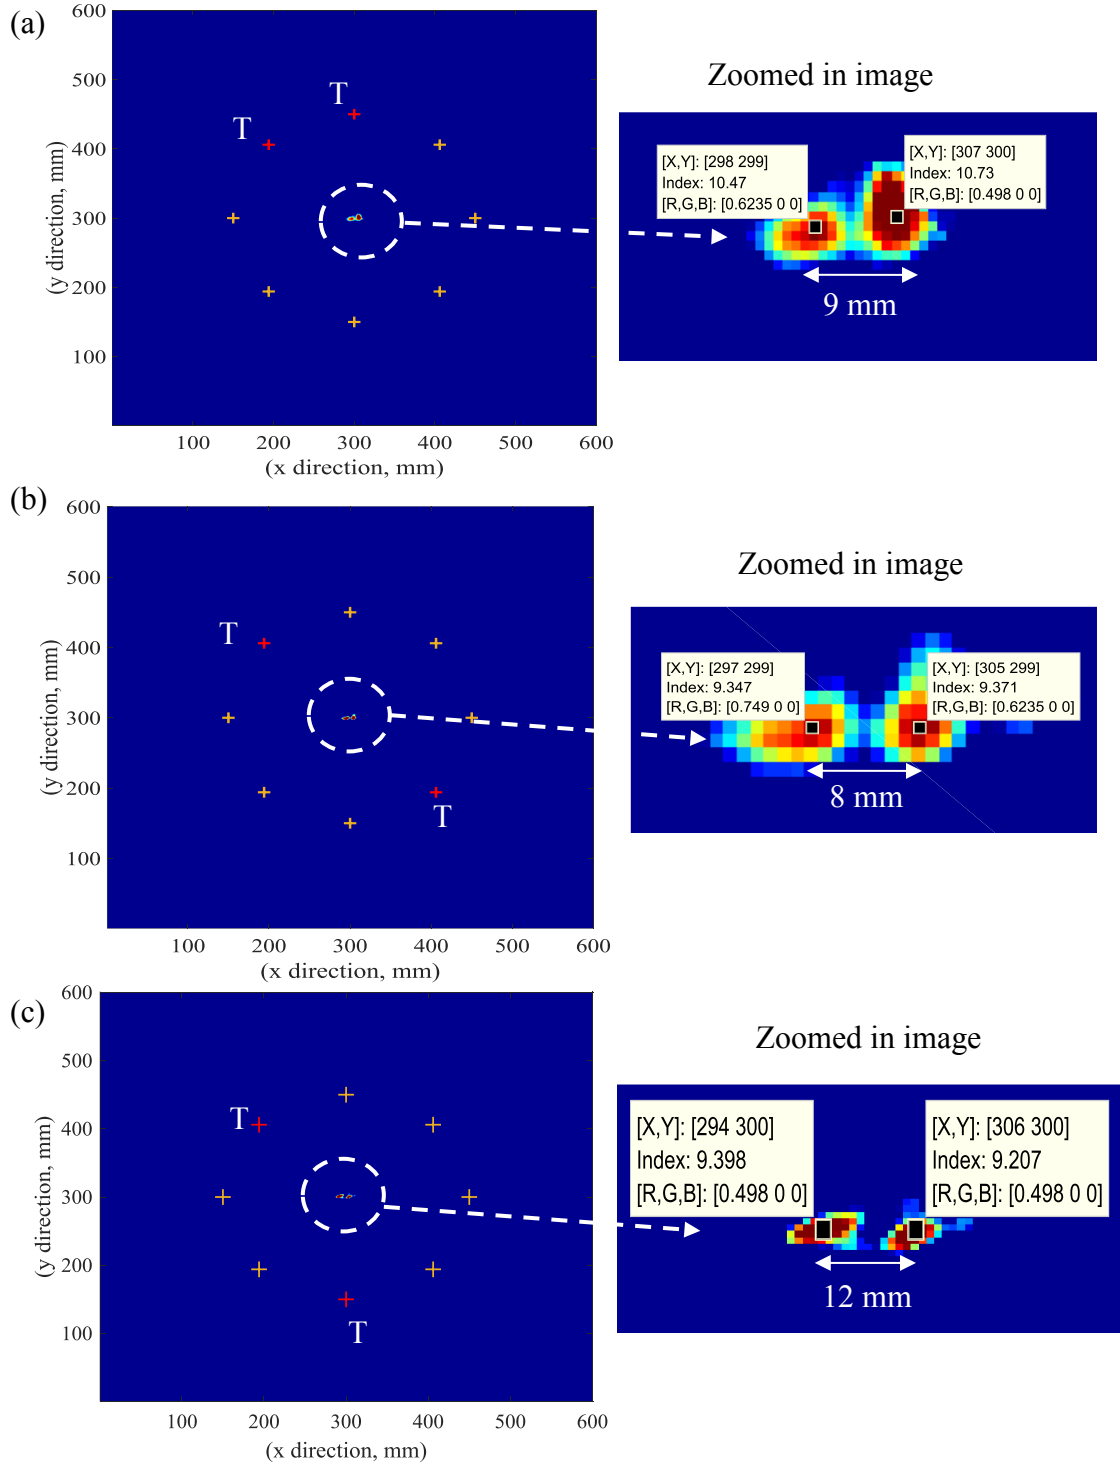 (a)
600
500
400
300
200
100
100 200 300 400 500 600
(x direction, mm)
(y direction, mm)
T
T
Zoomed in image
[X,Y]: [298 299]
Index: 10.47
[R,G,B]: [0.6235 0 0]
[X,Y]: [307 300]
Index: 10.73
[R,G,B]: [0.498 0 0]
9 mm
(b)
600
500
400
300
200
100
100 200 300 400 500 600
(x direction, mm)
(y direction, mm)
T
T
Zoomed in image
[X,Y]: [297 299]
Index: 9.347
[R,G,B]: [0.749 0 0]
[X,Y]: [305 299]
Index: 9.371
[R,G,B]: [0.6235 0 0]
8 mm
(c)
600
500
400
300
200
100
100 200 300 400 500 600
(x direction, mm)
(y direction, mm)
T
T
Zoomed in image
[X,Y]: [294 300]
Index: 9.398
[R,G,B]: [0.498 0 0]
[X,Y]: [306 300]
Index: 9.207
[R,G,B]: [0.498 0 0]
12 mm